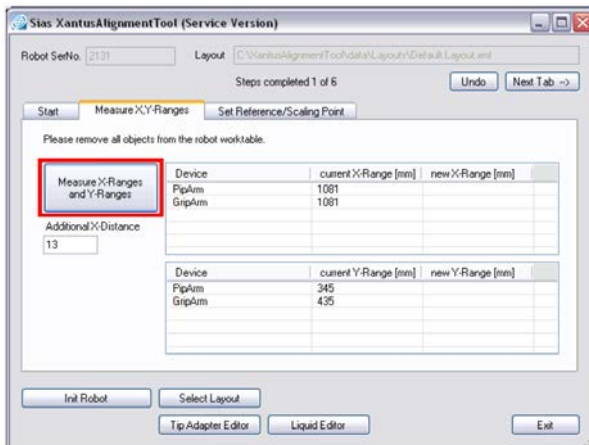 Sias XantusAlignmentTool (Service Version)
Robot SerNo. 2131 Layout C:\XantusAlignmentTool\data\Layouts\Default Layout.xml
Steps completed 1 of 6 Undo Next Tab -->
Start Measure X,Y-Ranges Set Reference/Scaling Point
Please remove all objects from the robot worktable.
Measure X-Ranges
and Y-Ranges
Additional X-Distance
13
Device current X-Range [mm] new X-Range [mm]
PipArm 1081
GripArm 1081
Device current Y-Range [mm] new Y-Range [mm]
PipArm 345
GripArm 435
Init Robot Select Layout
Tip Adapter Editor Liquid Editor Exit